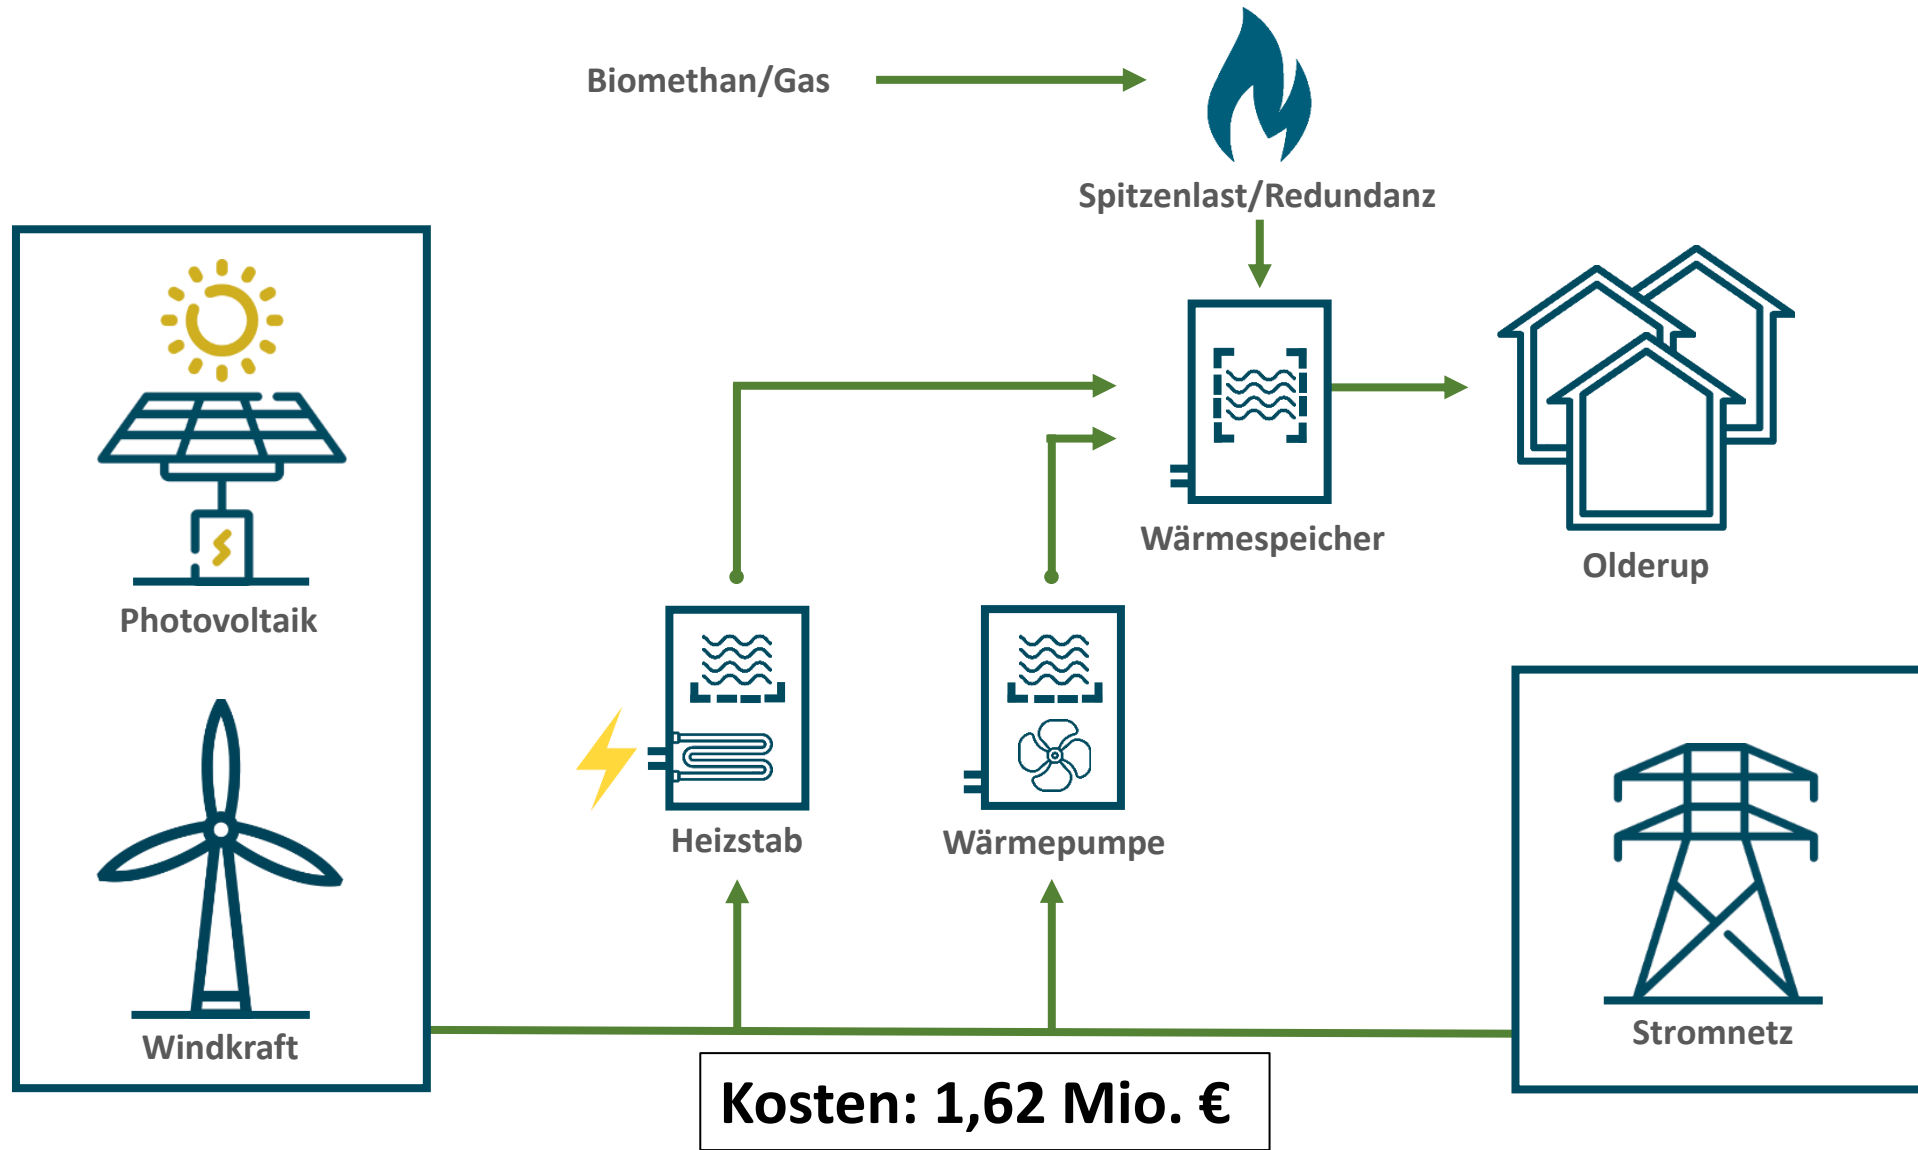 Biomethan/Gas
Spitzenlast/Redundanz
Photovoltaik
Windkraft
Heizstab
Wärmepumpe
Wärmespeicher
Olderup
Stromnetz
Kosten: 1,62 Mio. €